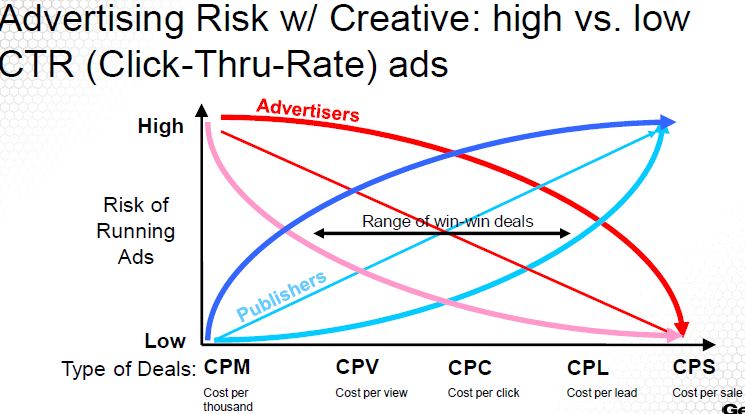 Advertising Risk w/ Creative: high vs. low
CTR (Click-Thru-Rate) ads
Advertisers
High
Risk of
Running
Ads
Range of win-win deals
Publishers
Low
Type of Deals: CPM CPV CPC CPL CPS
Cost per thousand Cost per view Cost per click Cost per lead Cost per sale